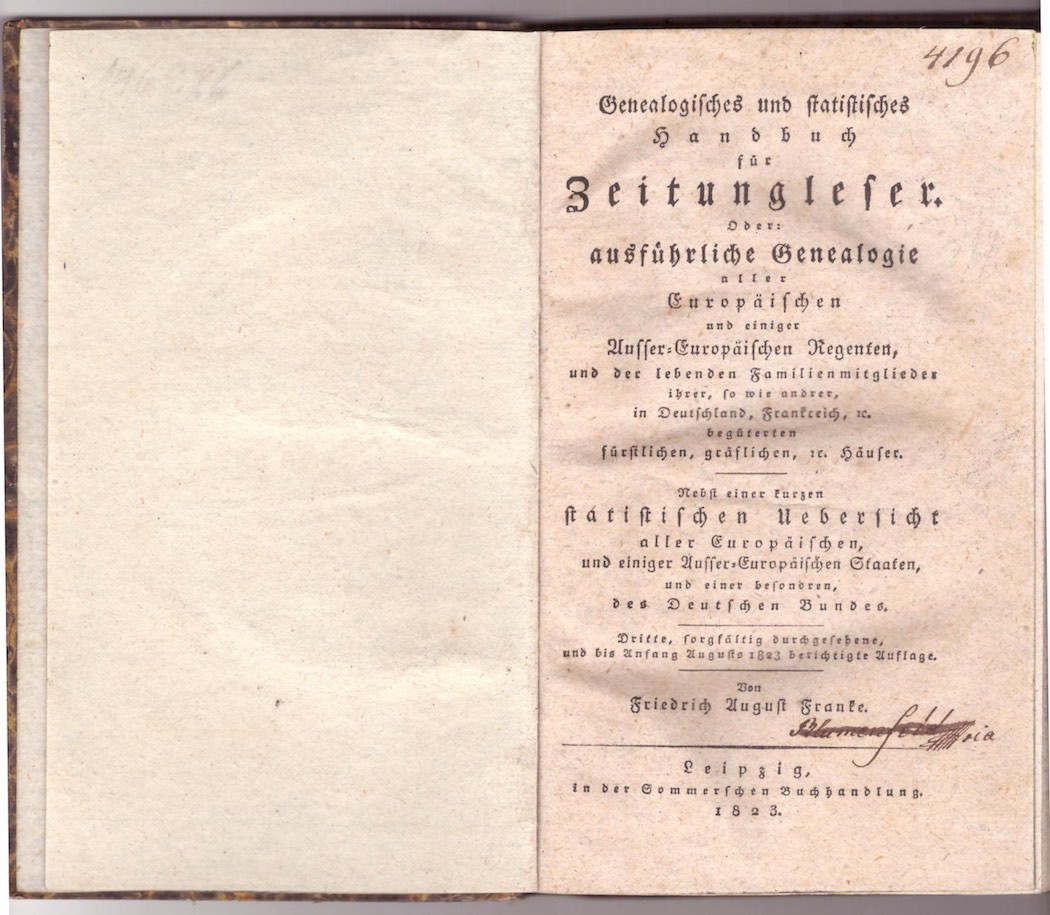 4196
Genealogisches und statistisches
Handbuch
für
Zeitungleser.
Oder:
ausführliche Genealogie
aller
Europäischen
und einiger
Ausser-Europäischen Regenten,
und der lebenden Familienmitglieder
ihrer, so wie andrer,
in Deutschland, Frankreich, ꝛc.
begüterten
fürstlichen, gräflichen, ꝛc. Häuser.
Nebst einer kurzen
statistischen Uebersicht
aller Europäischen,
und einiger Ausser-Europäischen Staaten,
und einer besondren,
des Deutschen Bundes.
Dritte, sorgfältig durchgesehene,
und bis Anfang Augusts 1823 berichtigte Auflage.
Von
Friedrich August Franke.
Leipzig,
in der Sommerschen Buchhandlung.
1823.